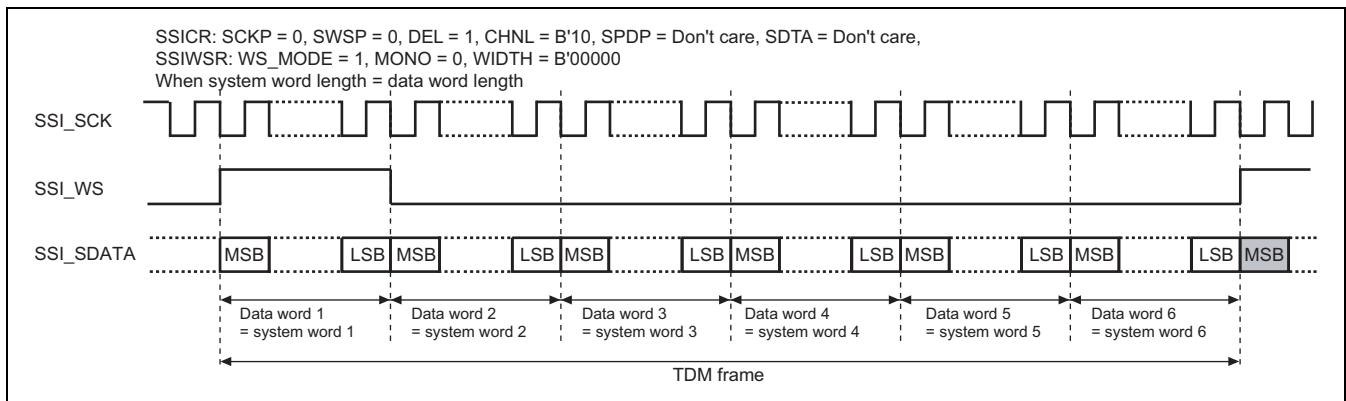 SSICR: SCKP = 0, SWSP = 0, DEL = 1, CHNL = B'10, SPDP = Don't care, SDTA = Don't care,
SSIWSR: WS_MODE = 1, MONO = 0, WIDTH = B'00000
When system word length = data word length
SSI_SCK
SSI_WS
SSI_SDATA
MSB LSB MSB LSB MSB LSB MSB LSB MSB LSB MSB LSB MSB
Data word 1 Data word 2 Data word 3 Data word 4 Data word 5 Data word 6
= system word 1 = system word 2 = system word 3 = system word 4 = system word 5 = system word 6
TDM frame